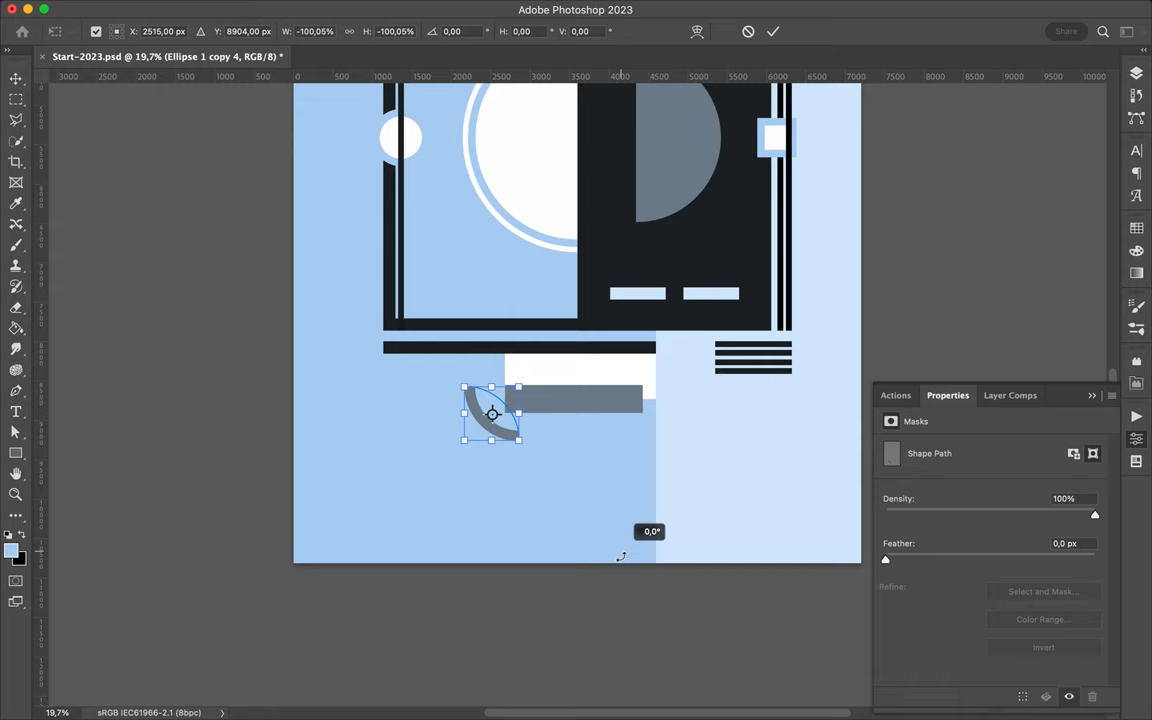 Adobe Photoshop 2023
X: 2515,00 px Y: 8904,00 px W: -100,05% H: -100,05% 0,00 ° H: 0,00 ° V: 0,00 ° Share
Start-2023.psd @ 19,7% (Ellipse 1 copy 4, RGB/8) *
3000 2500 2000 1500 1000 500 0 500 1000 1500 2000 2500 3000 3500 4000 4500 5000 5500 6000 6500 7000 7500 8000 8500 9000 9500 10000
Actions Properties Layer Comps
Masks
Shape Path
Density: 100%
0,0°
Feather: 0,0 px
Refine:
Select and Mask...
Color Range...
Invert
19,7% sRGB IEC61966-2.1 (8bpc)